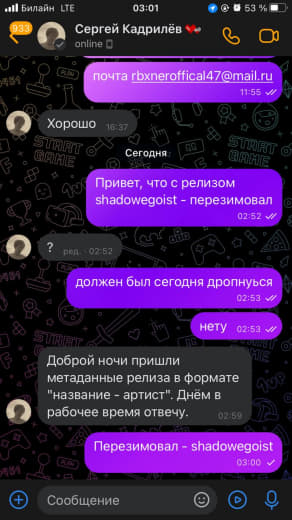 Билайн LTE
03:01
53 %
933
Сергей Кадрилёв
online
почта rbxneroffical47@mail.ru
11:55
Хорошо 16:37
Сегодня
Привет, что с релизом
shadowegoist - перезимовал
02:52
? ред. · 02:52
должен был сегодня дропнуься
02:53
нету 02:53
Доброй ночи пришли
метаданные релиза в формате
"название - артист". Днём в
рабочее время отвечу.
02:59
Перезимовал - shadowegoist
03:00
Сообщение